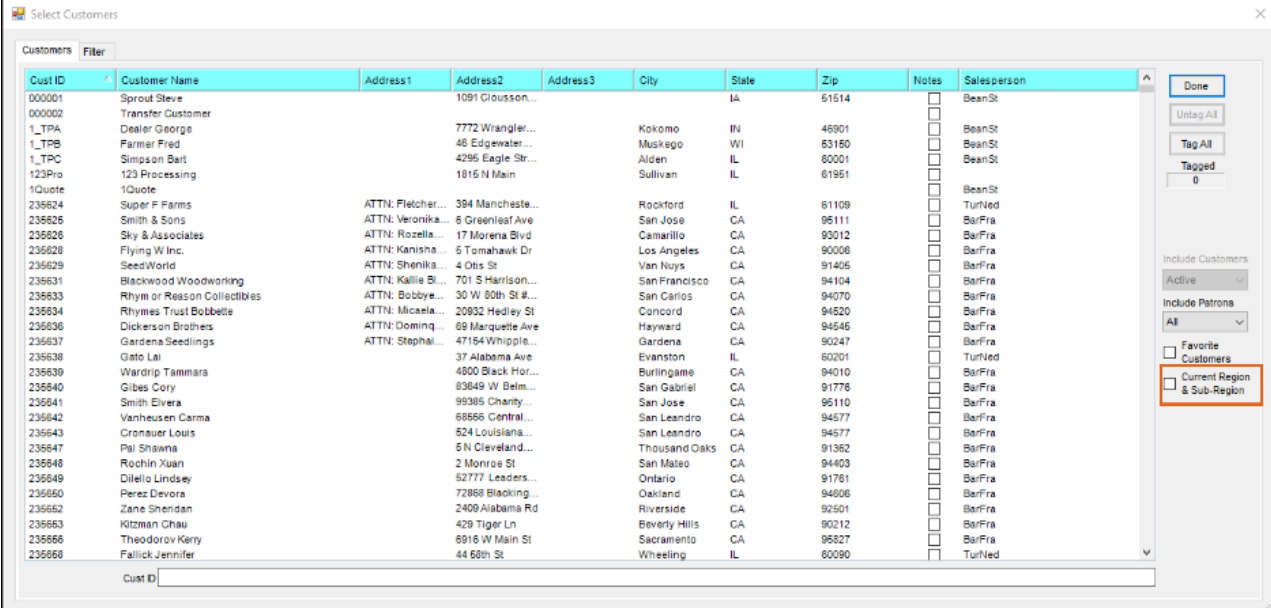 Select Customers
Customers Filter
Cust ID Customer Name Address1 Address2 Address3 City State Zip Notes Salesperson
000001 Sprout Steve 1091 Clousson... IA 51514 BeanSt
000002 Transfer Customer
1_TPA Dealer George 7772 Wrangler... Kokomo IN 46901 BeanSt
1_TPB Farmer Fred 46 Edgewater... Muskego WI 53150 BeanSt
1_TPC Simpson Bart 4295 Eagle Str... Alden IL 60001 BeanSt
123Pro 123 Processing 1815 N Main Sullivan IL 61951
1Quote 1Quote BeanSt
235624 Super F Farms ATTN: Fletcher... 394 Mancheste... Rockford IL 61109 TurNed
235625 Smith & Sons ATTN: Veronika... 6 Greenleaf Ave San Jose CA 95111 BarFra
235626 Sky & Associates ATTN: Rozella... 17 Morena Blvd Camarillo CA 93012 BarFra
235628 Flying W Inc. ATTN: Kanisha... 5 Tomahawk Dr Los Angeles CA 90006 BarFra
235629 SeedWorld ATTN: Shenika... 4 Otis St Van Nuys CA 91405 BarFra
235631 Blackwood Woodworking ATTN: Kallie Bl... 701 S Harrison... San Francisco CA 94104 BarFra
235633 Rhym or Reason Collectibles ATTN: Bobbye... 30 W 80th St #... San Carlos CA 94070 BarFra
235634 Rhymes Trust Bobbette ATTN: Micaela... 20932 Hedley St Concord CA 94520 BarFra
235636 Dickerson Brothers ATTN: Doming... 69 Marquette Ave Hayward CA 94545 BarFra
235637 Gardena Seedlings ATTN: Stephai... 47154 Whipple... Gardena CA 90247 BarFra
235638 Gato Lai 37 Alabama Ave Evanston IL 60201 TurNed
235639 Wardrip Tammara 4800 Black Hor... Burlingame CA 94010 BarFra
235640 Gibes Cory 83649 W Belm... San Gabriel CA 91776 BarFra
235641 Smith Elvera 99385 Charity... San Jose CA 95110 BarFra
235642 Vanheusen Carma 68556 Central... San Leandro CA 94577 BarFra
235643 Cronauer Louis 524 Louisiana... San Leandro CA 94577 BarFra
235647 Pal Shawna 5 N Cleveland... Thousand Oaks CA 91362 BarFra
235648 Rochin Xuan 2 Monroe St San Mateo CA 94403 BarFra
235649 Dilello Lindsey 52777 Leaders... Ontario CA 91761 BarFra
235650 Perez Devora 72868 Blacking... Oakland CA 94606 BarFra
235652 Zane Sheridan 2409 Alabama Rd Riverside CA 92501 BarFra
235653 Kitzman Chau 429 Tiger Ln Beverly Hills CA 90212 BarFra
235656 Theodorov Kerry 6916 W Main St Sacramento CA 95827 BarFra
235658 Fallick Jennifer 44 58th St Wheeling IL 60090 TurNed
Cust ID
Done
Untag All
Tag All
Tagged
0
Include Customers
Active
Include Patrons
All
Favorite
Customers
Current Region
& Sub-Region